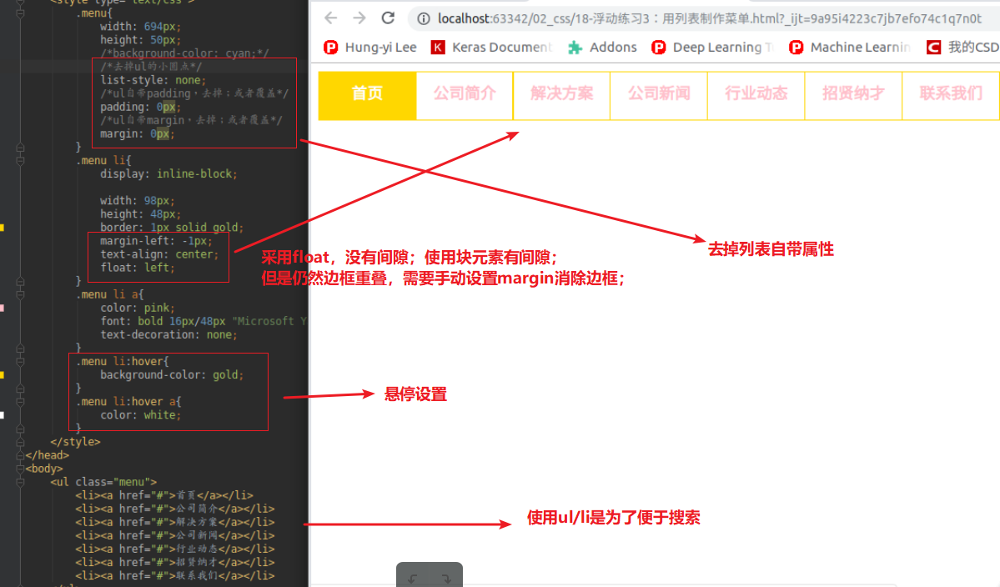 <style type="text/css">
.menu{
width: 694px;
height: 50px;
/*background-color: cyan;*/
/*去掉ul的小圆点*/
list-style: none;
/*ul自带padding，去掉；或者覆盖*/
padding: 0px;
/*ul自带margin，去掉；或者覆盖*/
margin: 0px;
}
.menu li{
display: inline-block;
width: 98px;
height: 48px;
border: 1px solid gold;
margin-left: -1px;
text-align: center;
float: left;
}
.menu li a{
color: pink;
font: bold 16px/48px "Microsoft Y
text-decoration: none;
}
.menu li:hover{
background-color: gold;
}
.menu li:hover a{
color: white;
}
</style>
</head>
<body>
<ul class="menu">
<li><a href="#">首页</a></li>
<li><a href="#">公司简介</a></li>
<li><a href="#">解决方案</a></li>
<li><a href="#">公司新闻</a></li>
<li><a href="#">行业动态</a></li>
<li><a href="#">招贤纳才</a></li>
<li><a href="#">联系我们</a></li>
localhost:63342/02_css/18-浮动练习3：用列表制作菜单.html?_ijt=9a95i4223c7jb7efo74c1q7n0t
Hung-yi Lee Keras Document Addons Deep Learning T Machine Learnin 我的CSD
首页 公司简介 解决方案 公司新闻 行业动态 招贤纳才 联系我们
去掉列表自带属性
采用float，没有间隙；使用块元素有间隙；
但是仍然边框重叠，需要手动设置margin消除边框；
悬停设置
使用ul/li是为了便于搜索